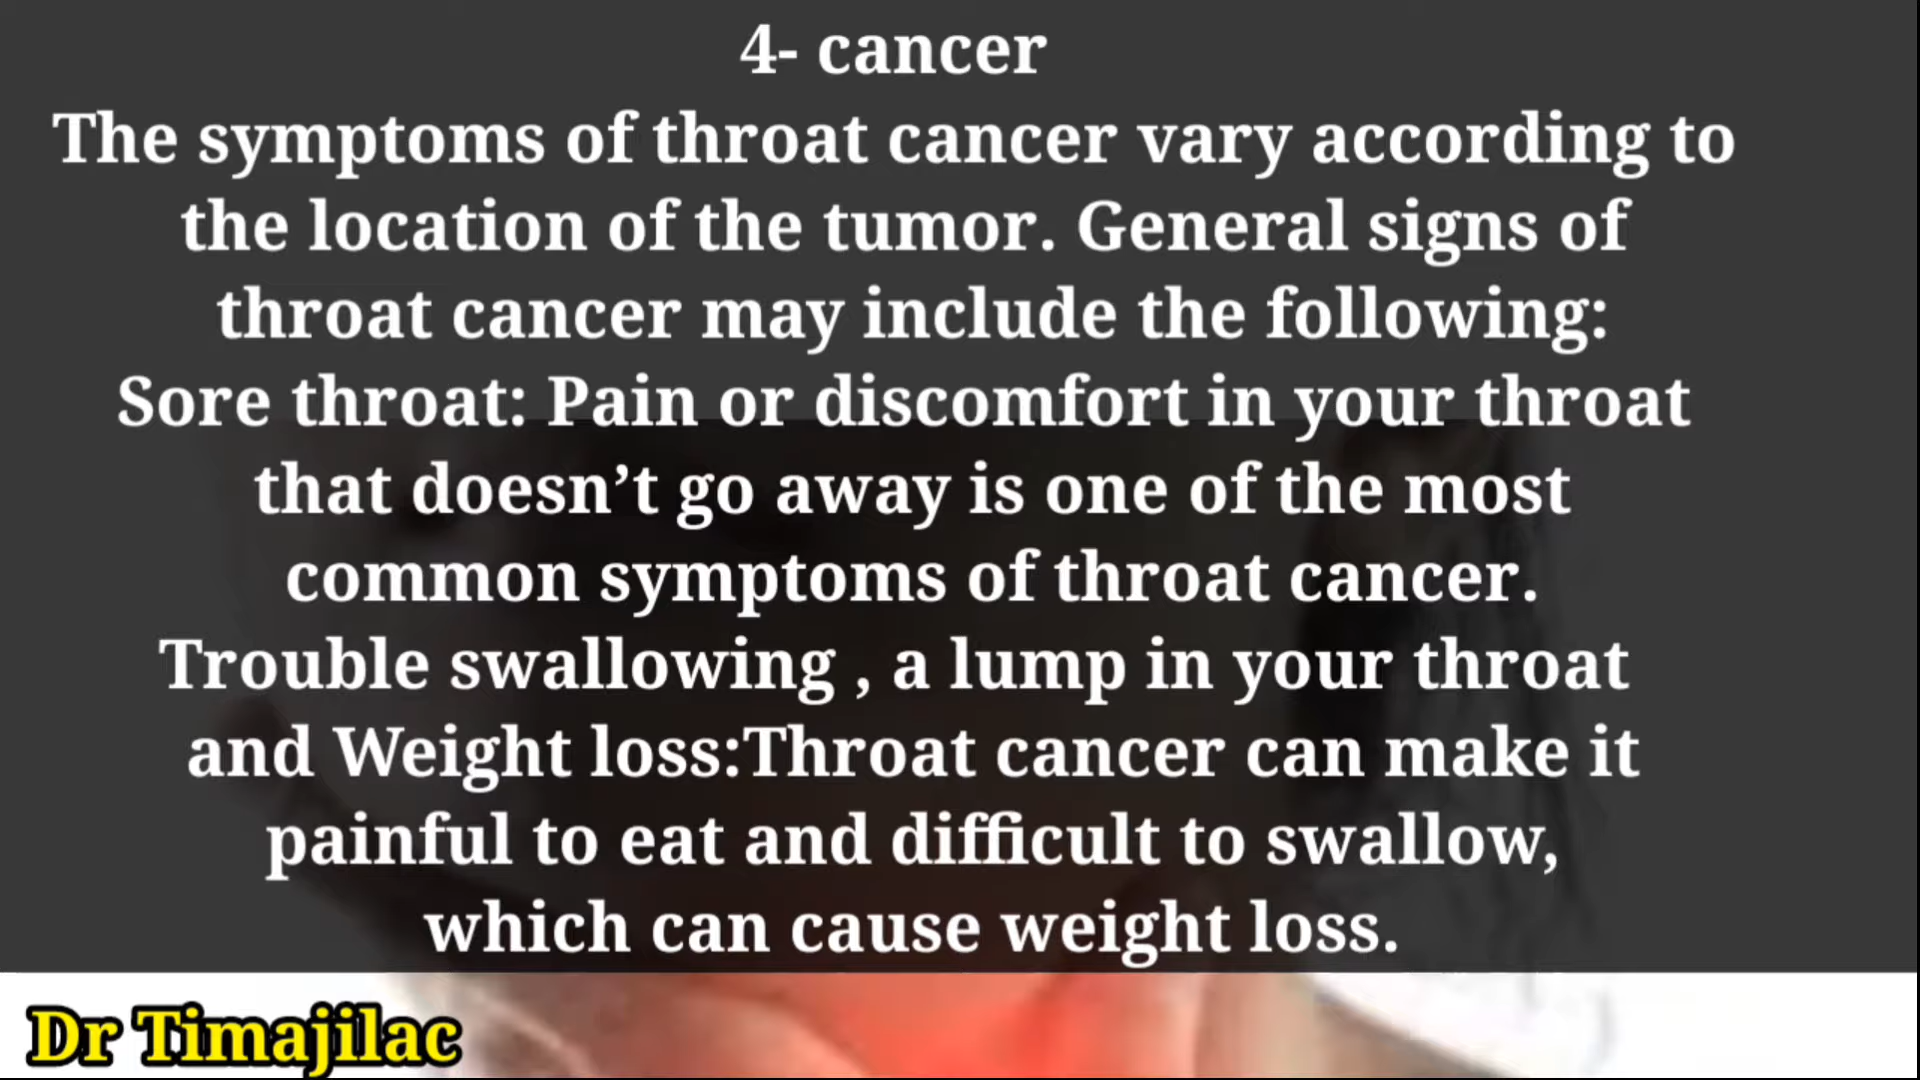 4- cancer
The symptoms of throat cancer vary according to
the location of the tumor. General signs of
throat cancer may include the following:
Sore throat: Pain or discomfort in your throat
that doesn’t go away is one of the most
common symptoms of throat cancer.
Trouble swallowing , a lump in your throat
and Weight loss:Throat cancer can make it
painful to eat and difficult to swallow,
which can cause weight loss.
Dr Timajilac